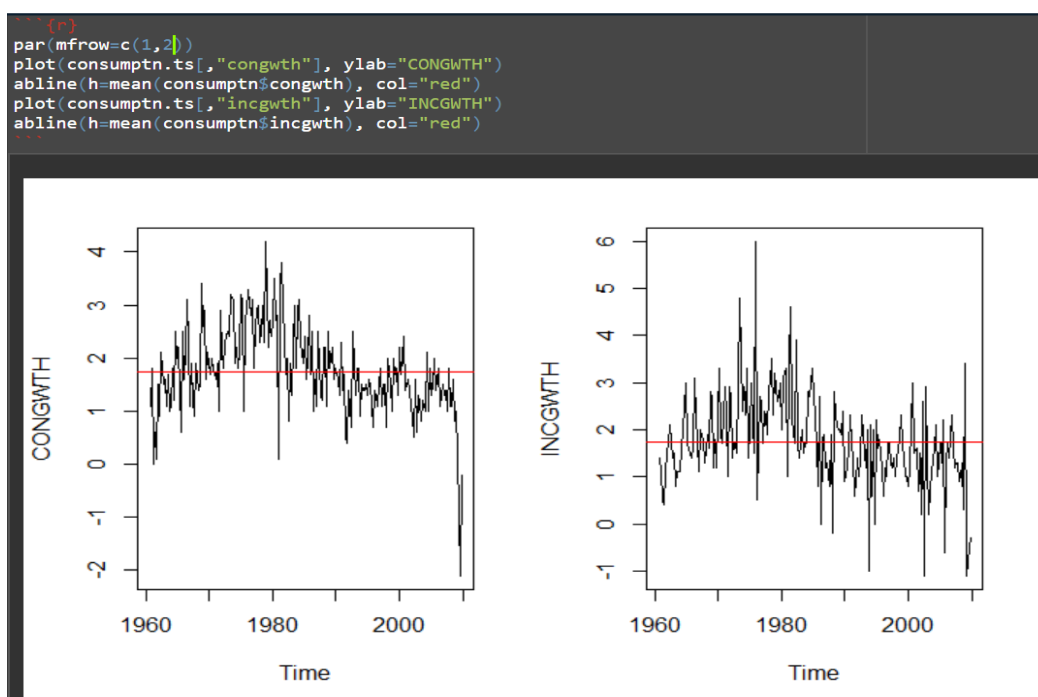 ```{r}
par(mfrow=c(1,2))
plot(consumptn.ts[,"congwth"], ylab="CONGWTH")
abline(h=mean(consumptn$congwth), col="red")
plot(consumptn.ts[,"incgwth"], ylab="INCGWTH")
abline(h=mean(consumptn$incgwth), col="red")
```
CONGWTH
4
3
2
1
0
-1
-2
1960 1980 2000
Time
INCGWTH
6
5
4
3
2
1
0
-1
1960 1980 2000
Time